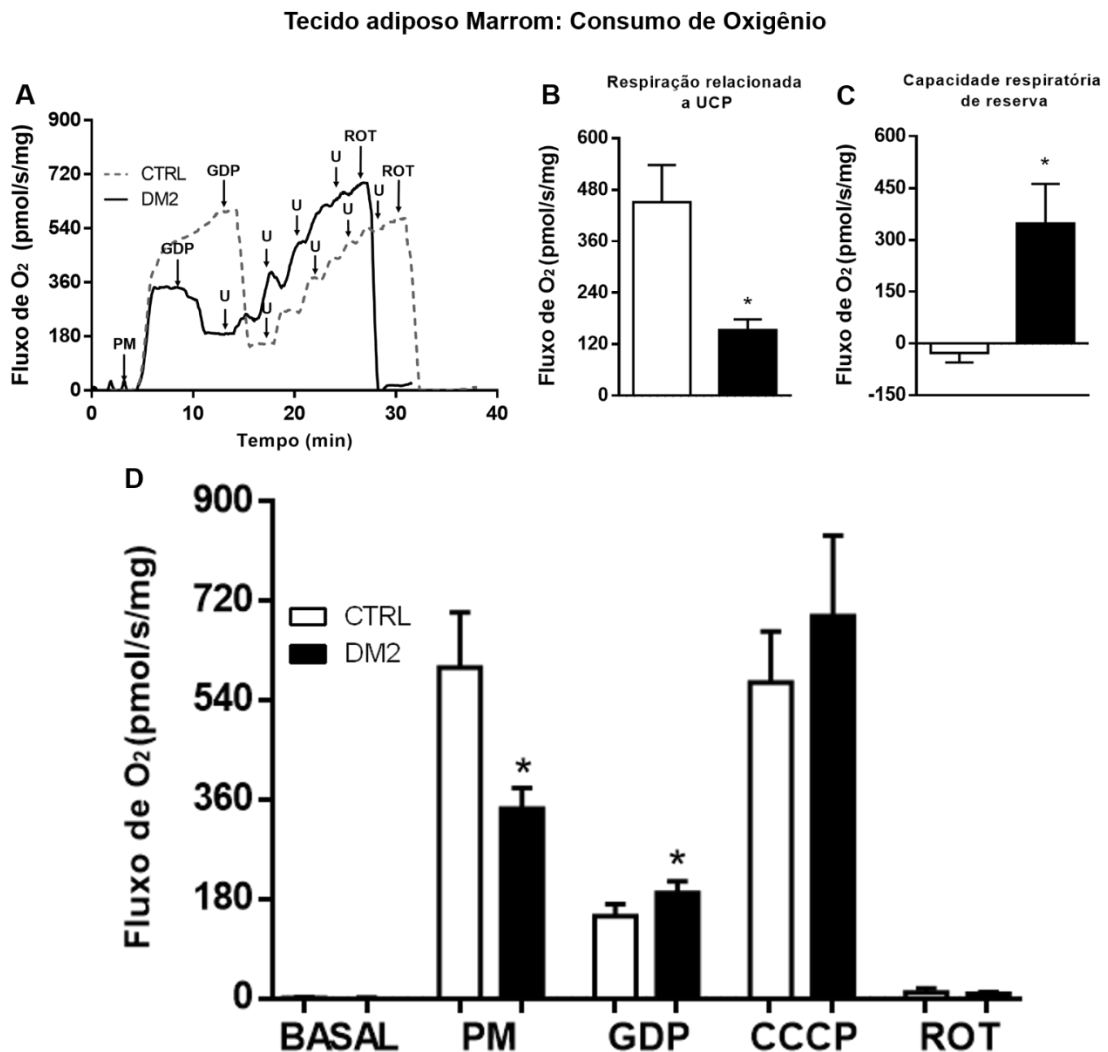 Tecido adiposo Marrom: Consumo de Oxigênio
A
900
720
540
360
180
0
Fluxo de O2 (pmol/s/mg)
CTRL
DM2
PM
GDP
GDP
U
U
U
U
U
U
U
U
U
ROT
ROT
0
10
20
30
40
Tempo (min)
B
Respiração relacionada
a UCP
600
480
360
240
120
0
Fluxo de O2 (pmol/s/mg)
*
C
Capacidade respiratória
de reserva
600
450
300
150
0
-150
Fluxo de O2 (pmol/s/mg)
*
D
900
720
540
360
180
0
Fluxo de O2 (pmol/s/mg)
CTRL
DM2
*
*
BASAL
PM
GDP
CCCP
ROT